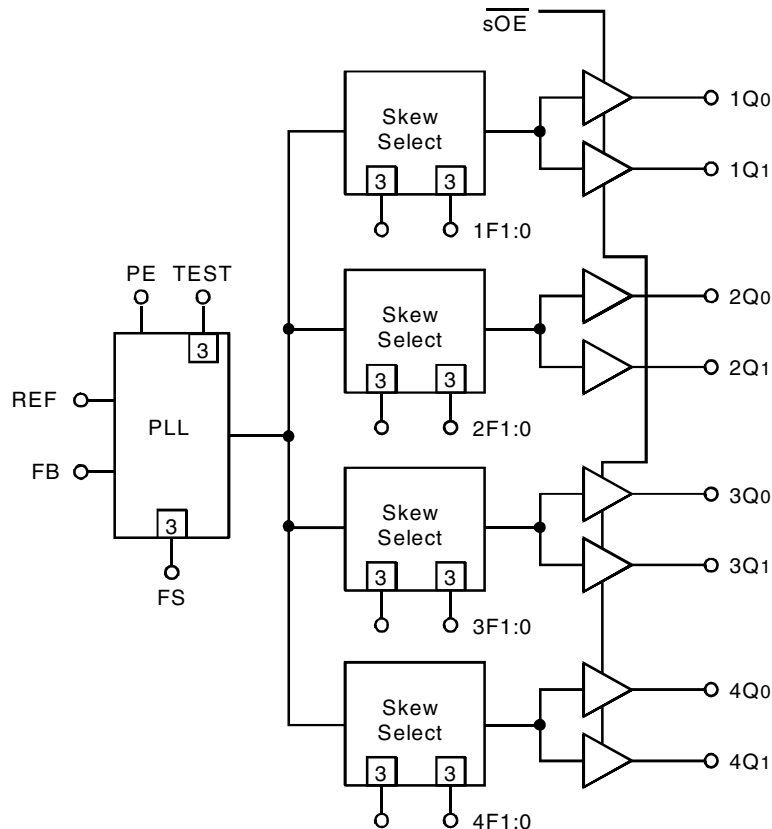 sOE
Skew
Select
3 3
1F1:0
1Q0
1Q1
PE TEST
3
REF
PLL
FB
3
FS
Skew
Select
3 3
2F1:0
2Q0
2Q1
Skew
Select
3 3
3F1:0
3Q0
3Q1
Skew
Select
3 3
4F1:0
4Q0
4Q1